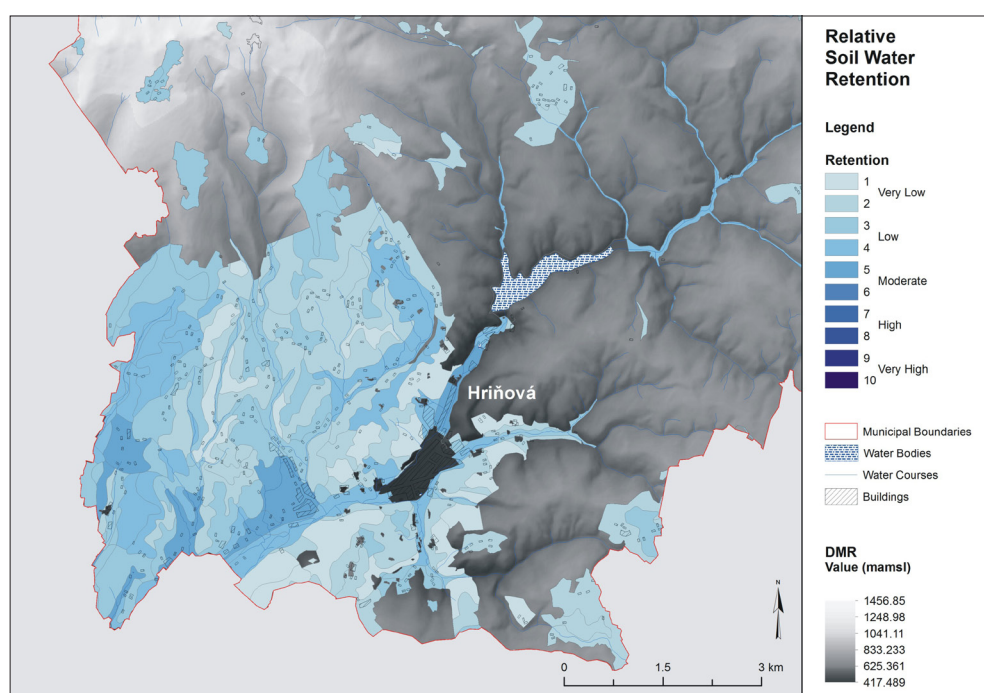 Relative
Soil Water
Retention
Legend
Retention
1
Very Low
2
3
Low
4
5
Moderate
6
7
High
8
9
Very High
10
Hriňová
Municipal Boundaries
Water Bodies
Water Courses
Buildings
DMR
Value (mamsl)
1456.85
1248.98
1041.11
833.233
625.361
417.489
N
0 1.5 3 km